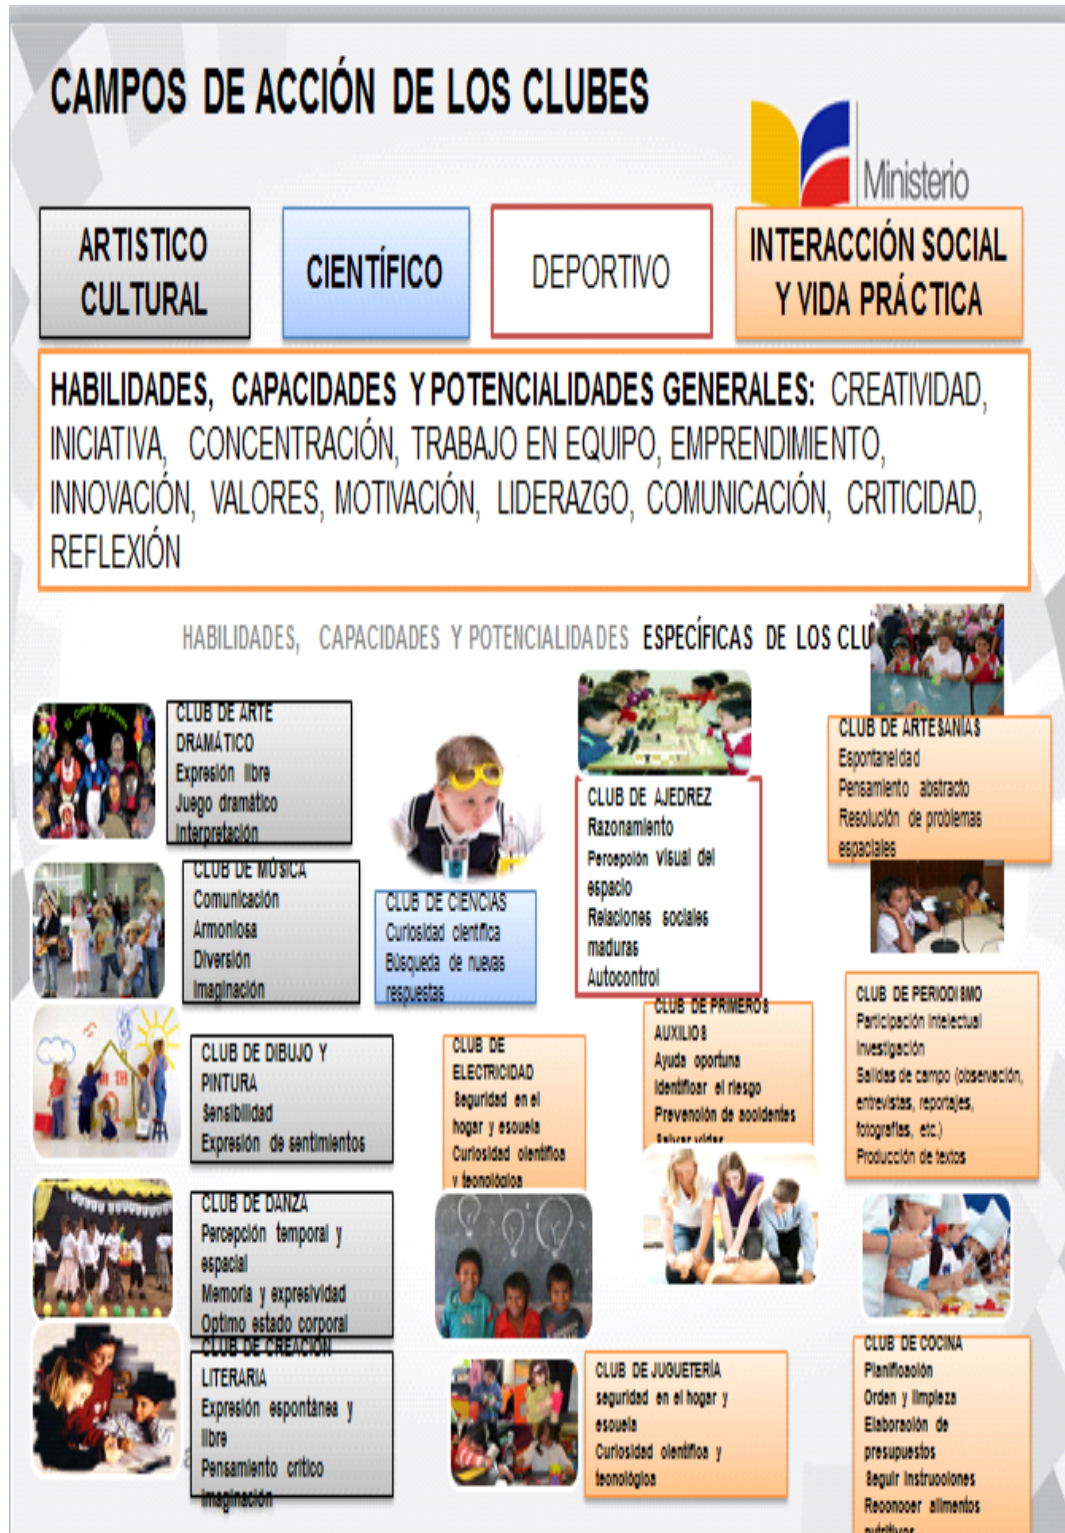 CAMPOS DE ACCIÓN DE LOS CLUBES
Ministerio
ARTISTICO
CULTURAL
CIENTÍFICO
DEPORTIVO
INTERACCIÓN SOCIAL
Y VIDA PRÁCTICA
HABILIDADES, CAPACIDADES Y POTENCIALIDADES GENERALES: CREATIVIDAD,
INICIATIVA, CONCENTRACIÓN, TRABAJO EN EQUIPO, EMPRENDIMIENTO,
INNOVACIÓN, VALORES, MOTIVACIÓN, LIDERAZGO, COMUNICACIÓN, CRITICIDAD,
REFLEXIÓN
HABILIDADES, CAPACIDADES Y POTENCIALIDADES ESPECÍFICAS DE LOS CLU
CLUB DE ARTE
DRAMÁTICO
Expresión libre
Juego dramático
Interpretación
CLUB DE MÚSICA
Comunicación
Armoniosa
Diversión
Imaginación
CLUB DE DIBUJO Y
PINTURA
Sensibilidad
Expresión de sentimientos
CLUB DE DANZA
Percepción temporal y
espacial
Memoria y expresividad
Optimo estado corporal
CLUB DE CREACIÓN
LITERARIA
Expresión espontánea y
libre
Pensamiento crítico
Imaginación
CLUB DE CIENCIAS
Curiosidad científica
Búsqueda de nuevas
respuestas
CLUB DE AJEDREZ
Razonamiento
Percepción visual del
espacio
Relaciones sociales
maduras
Autocontrol
CLUB DE ELECTRICIDAD
Seguridad en el
hogar y escuela
Curiosidad científica
y tecnológica
CLUB DE PRIMEROS
AUXILIOS
Ayuda oportuna
Identificar el riesgo
Prevención de accidentes
Salvar vidas
CLUB DE JUGUETERÍA
seguridad en el hogar y
escuela
Curiosidad científica y
tecnológica
CLUB DE ARTESANÍAS
Espontaneidad
Pensamiento abstracto
Resolución de problemas
espaciales
CLUB DE PERIODISMO
Participación intelectual
Investigación
Salidas de campo (observación,
entrevistas, reportajes,
fotografías, etc.)
Producción de textos
CLUB DE COCINA
Planificación
Orden y limpieza
Elaboración de
presupuestos
Seguir instrucciones
Reconocer alimentos
nutritivos